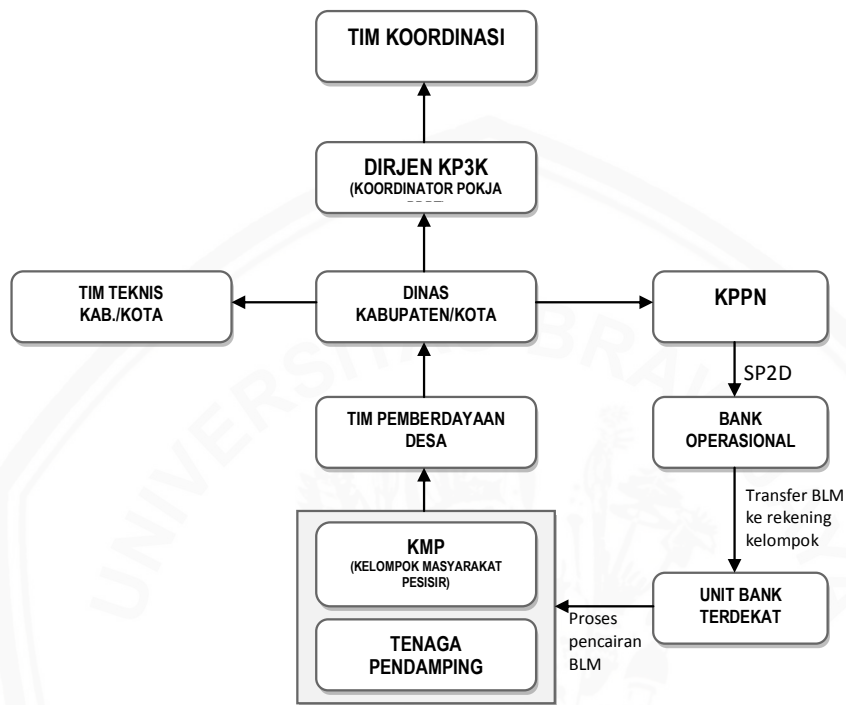 TIM KOORDINASI
DIRJEN KP3K
(KOORDINATOR POKJA
TIM TEKNIS
KAB./KOTA
DINAS
KABUPATEN/KOTA
KPPN
SP2D
TIM PEMBERDAYAAN
DESA
BANK
OPERASIONAL
Transfer BLM
ke rekening
kelompok
KMP
(KELOMPOK MASYARAKAT
PESISIR)
UNIT BANK
TERDEKAT
Proses
pencairan
BLM
TENAGA
PENDAMPING